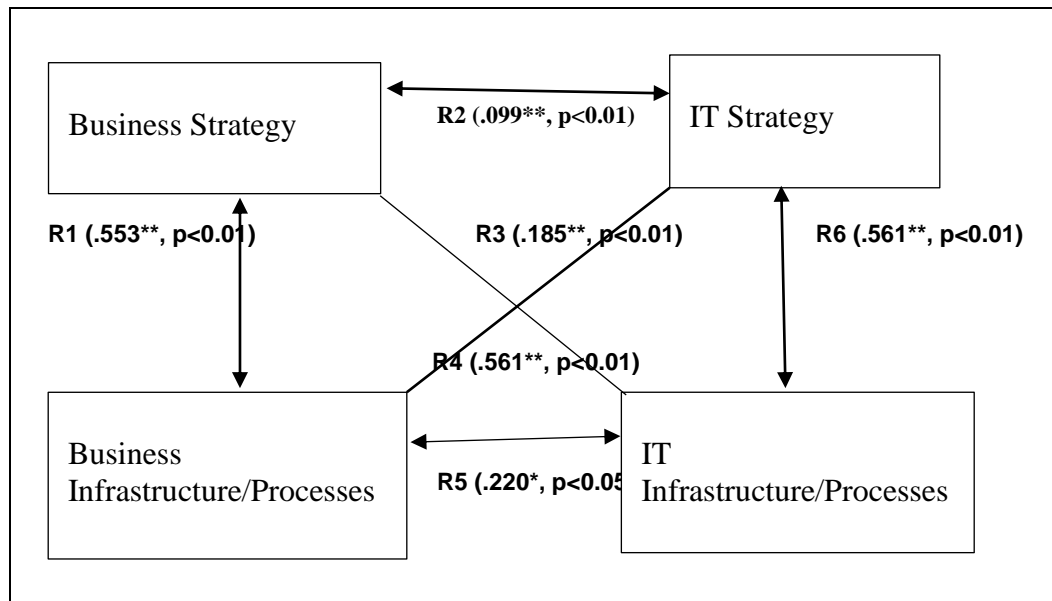 Business Strategy
IT Strategy
R2 (.099**, p<0.01)
R1 (.553**, p<0.01)
R3 (.185**, p<0.01)
R6 (.561**, p<0.01)
R4 (.561**, p<0.01)
Business
Infrastructure/Processes
IT
Infrastructure/Processes
R5 (.220*, p<0.05